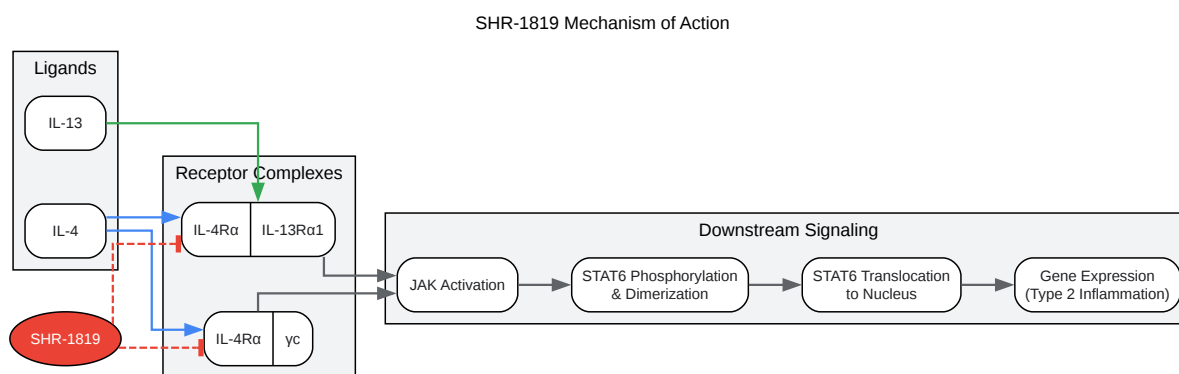 SHR-1819 Mechanism of Action
Ligands
IL-13
IL-4
SHR-1819
Receptor Complexes
IL-4Rα
IL-13Rα1
IL-4Rα
γc
Downstream Signaling
JAK Activation
STAT6 Phosphorylation
& Dimerization
STAT6 Translocation
to Nucleus
Gene Expression
(Type 2 Inflammation)